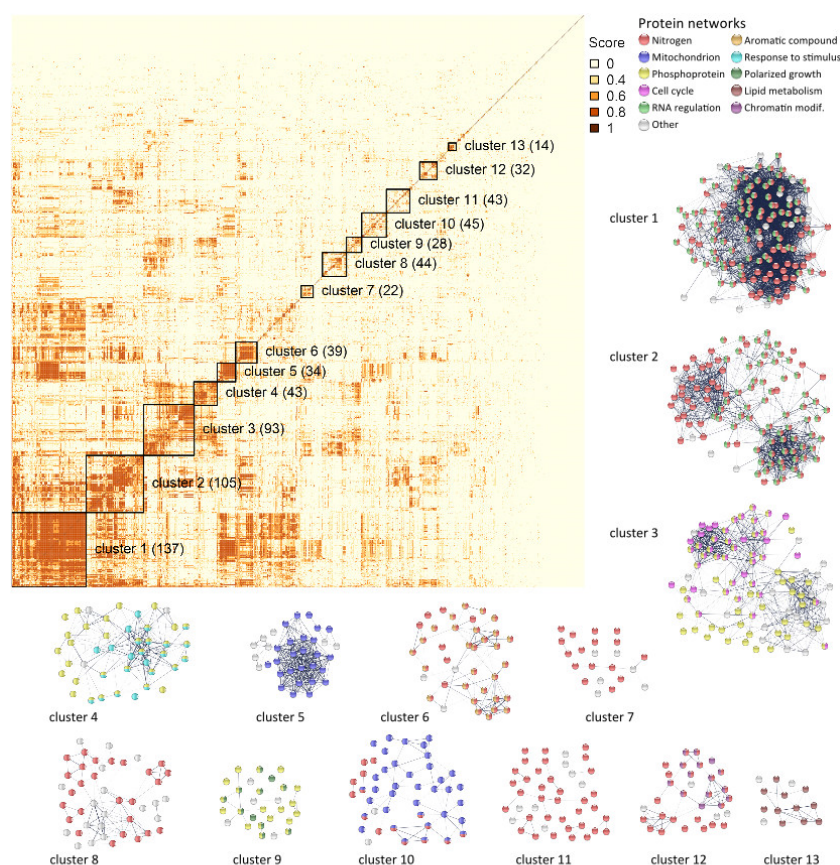 Protein networks
Nitrogen
Aromatic compound
Mitochondrion
Response to stimulus
Phosphoprotein
Polarized growth
Cell cycle
Lipid metabolism
RNA regulation
Chromatin modif.
Other
Score
0
0.4
0.6
0.8
1
cluster 13 (14)
cluster 12 (32)
cluster 11 (43)
cluster 10 (45)
cluster 9 (28)
cluster 8 (44)
cluster 7 (22)
cluster 6 (39)
cluster 5 (34)
cluster 4 (43)
cluster 3 (93)
cluster 2 (105)
cluster 1 (137)
cluster 1
cluster 2
cluster 3
cluster 4
cluster 5
cluster 6
cluster 7
cluster 8
cluster 9
cluster 10
cluster 11
cluster 12
cluster 13